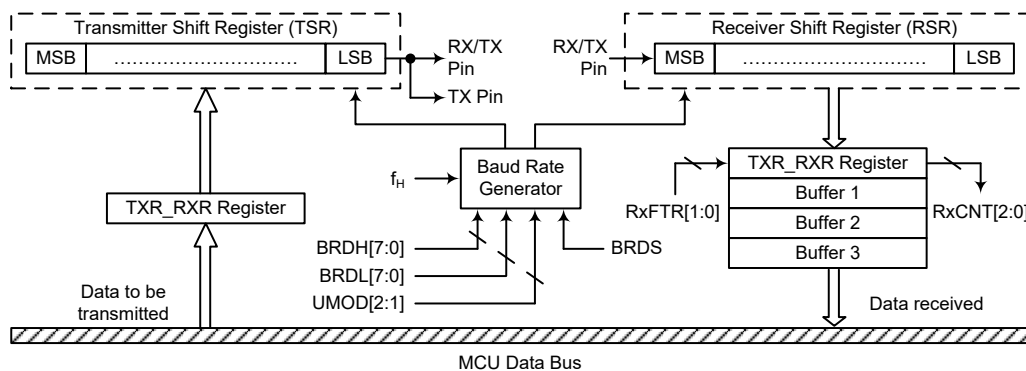 Transmitter Shift Register (TSR)
MSB
..............................
LSB
RX/TX
Pin
TX Pin
Receiver Shift Register (RSR)
RX/TX
Pin
MSB
..............................
LSB
TXR_RXR Register
fH
Baud Rate
Generator
BRDH[7:0]
BRDL[7:0]
UMOD[2:1]
BRDS
TXR_RXR Register
Buffer 1
Buffer 2
Buffer 3
RxFTR[1:0]
RxCNT[2:0]
Data to be
transmitted
Data received
MCU Data Bus